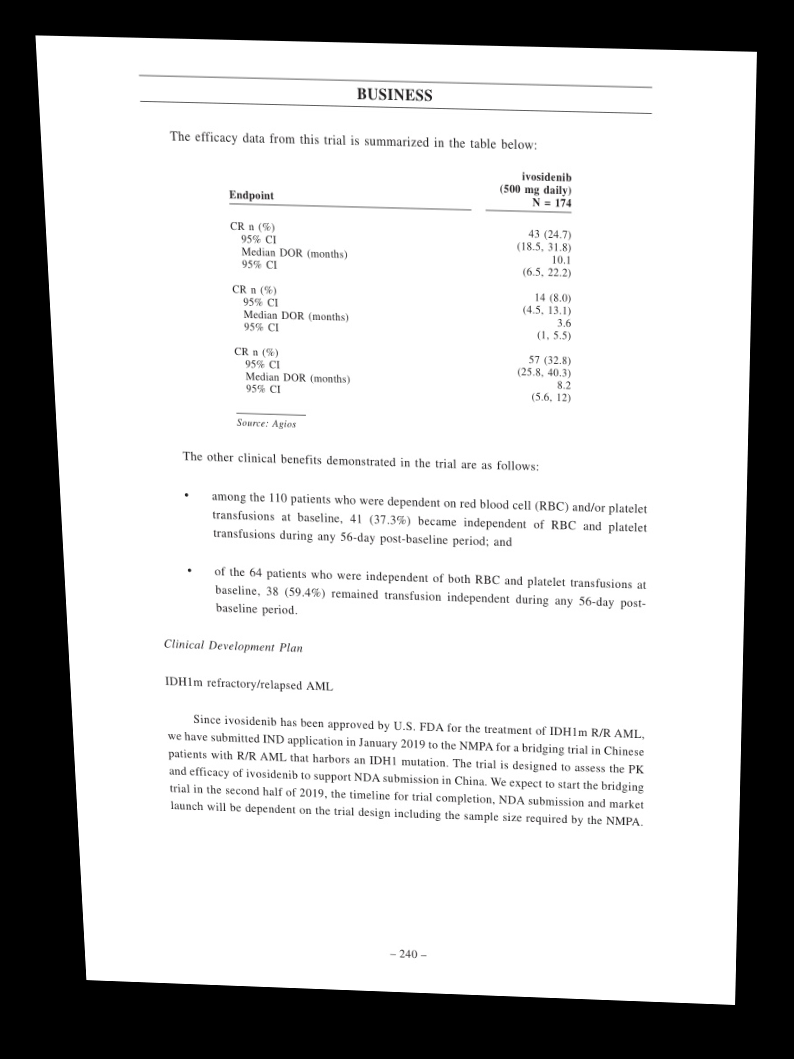 BUSINESS
The efficacy data from this trial is summarized in the table below:
ivosidenib
(500 mg daily)
Endpoint N = 174
CR n (%) 43 (24.7)
95% CI (18.5, 31.8)
Median DOR (months) 10.1
95% CI (6.5, 22.2)
CR n (%) 14 (8.0)
95% CI (4.5, 13.1)
Median DOR (months) 3.6
95% CI (1, 5.5)
CR n (%) 57 (32.8)
95% CI (25.8, 40.3)
Median DOR (months) 8.2
95% CI (5.6, 12)
Source: Agios
The other clinical benefits demonstrated in the trial are as follows:
• among the 110 patients who were dependent on red blood cell (RBC) and/or platelet
transfusions at baseline, 41 (37.3%) became independent of RBC and platelet
transfusions during any 56-day post-baseline period; and
• of the 64 patients who were independent of both RBC and platelet transfusions at
baseline, 38 (59.4%) remained transfusion independent during any 56-day post-
baseline period.
Clinical Development Plan
IDH1m refractory/relapsed AML
Since ivosidenib has been approved by U.S. FDA for the treatment of IDH1m R/R AML,
we have submitted IND application in January 2019 to the NMPA for a bridging trial in Chinese
patients with R/R AML that harbors an IDH1 mutation. The trial is designed to assess the PK
and efficacy of ivosidenib to support NDA submission in China. We expect to start the bridging
trial in the second half of 2019, the timeline for trial completion, NDA submission and market
launch will be dependent on the trial design including the sample size required by the NMPA.
– 240 –